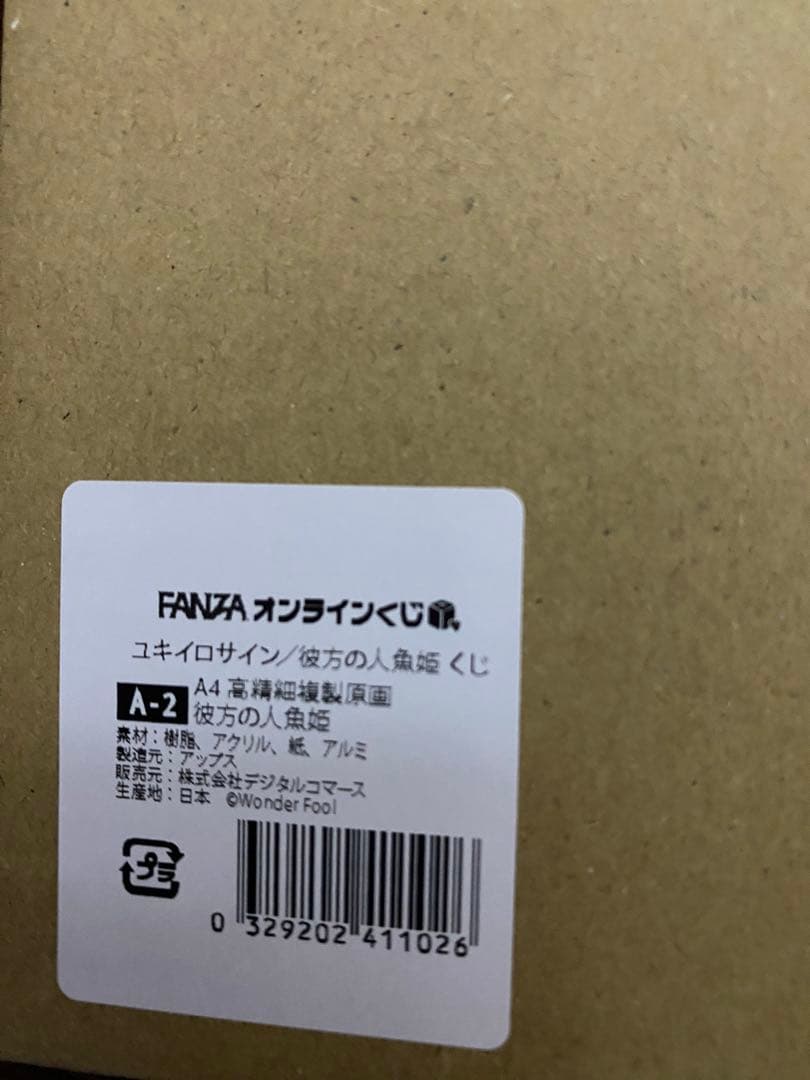 FANZA オンラインくじ
ユキイロサイン/彼方の人魚姫 くじ
A-2
A4 高精細複製原画
彼方の人魚姫
素材：樹脂、アクリル、紙、アルミ
製造元：アップス
販売元：株式会社デジタルコマース
生産地：日本 ©Wonder Fool
プラ
0 329202 411026